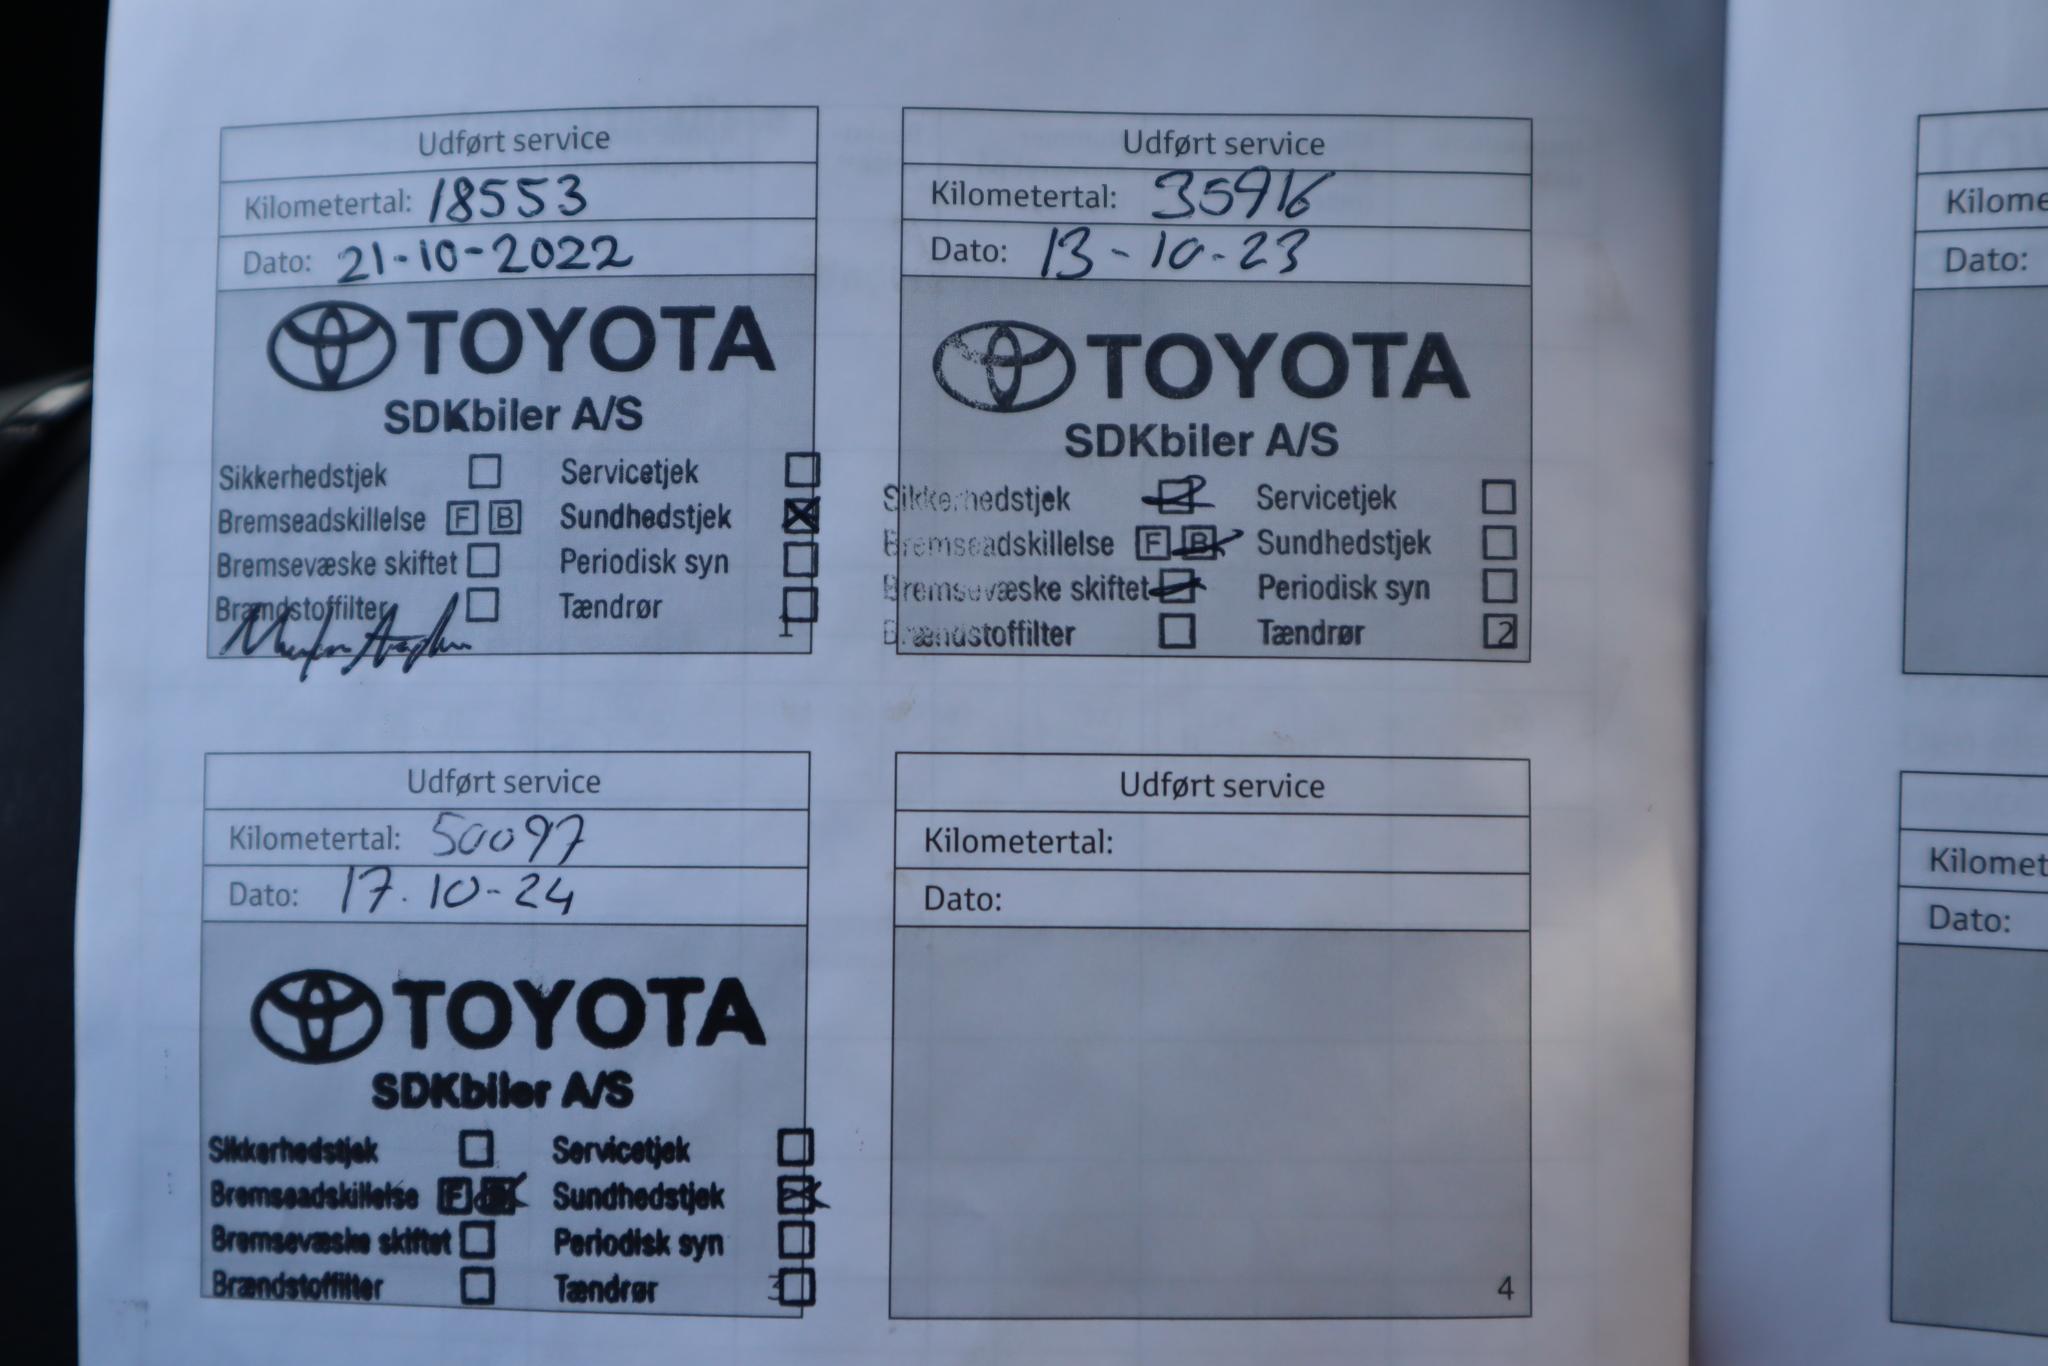 Udført service
Kilometertal: 18553
Dato: 21-10-2022
TOYOTA
SDKbiler A/S
Sikkerhedstjek Servicetjek
Bremseadskillelse F B Sundhedstjek
Bremsevæske skiftet Periodisk syn
Brændstoffilter Tændrør
1
Udført service
Kilometertal: 35916
Dato: 13-10-23
TOYOTA
SDKbiler A/S
Sikkerhedstjek Servicetjek
Bremseadskillelse F B Sundhedstjek
Bremsevæske skiftet Periodisk syn
Brændstoffilter Tændrør
2
Udført service
Kilometertal: 50097
Dato: 17.10-24
TOYOTA
SDKbiler A/S
Sikkerhedstjek Servicetjek
Bremseadskillelse F B Sundhedstjek
Bremsevæske skiftet Periodisk syn
Brændstoffilter Tændrør
3
Udført service
Kilometertal:
Dato:
4
Kilome
Dato:
Kilomet
Dato: